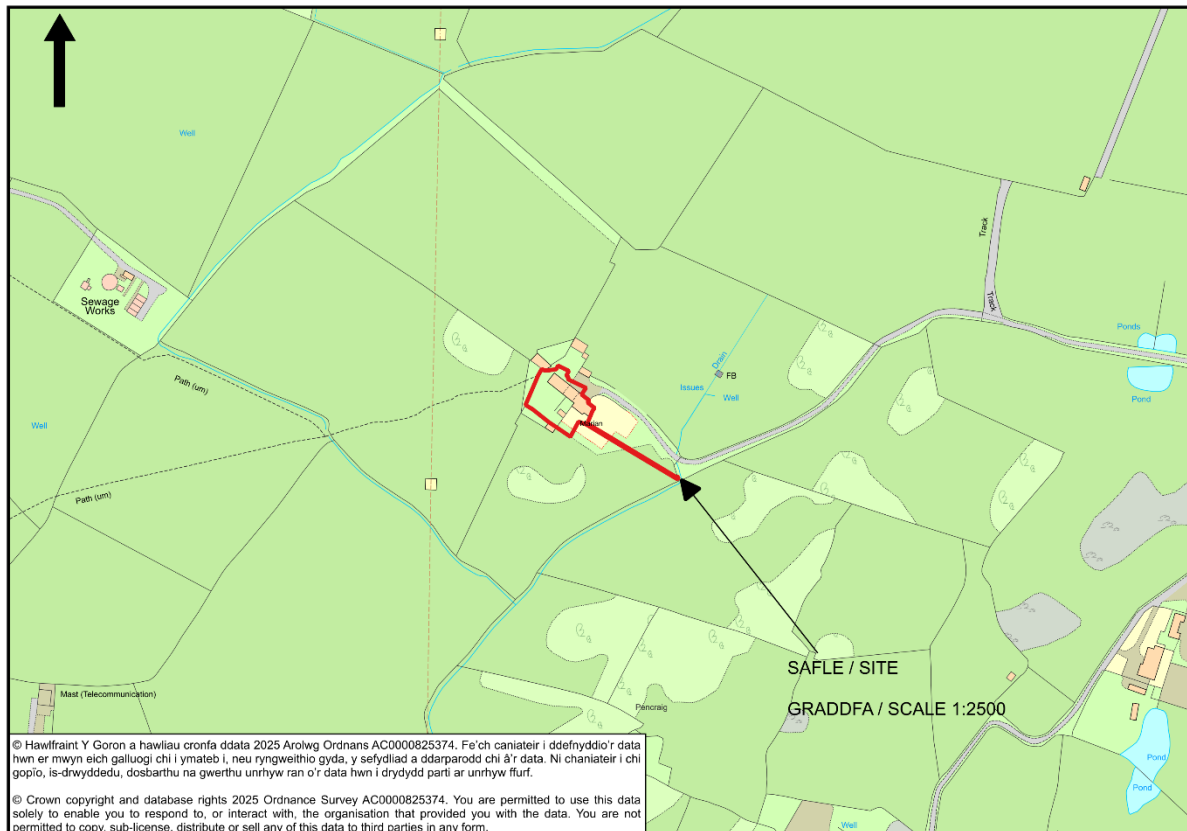 Well
Track
Sewage
Works
Track
Ponds
Drain
FB
Issues
Well
Path (um)
Pond
Well
Path (um)
SAFLE / SITE
Mast (Telecommunication)
Pencraig
GRADDFA / SCALE 1:2500
Pond
© Hawlfraint Y Goron a hawliau cronfa ddata 2025 Arolwg Ordnans AC0000825374. Fe'ch caniateir i ddefnyddio'r data
hwn er mwyn eich galluogi chi i ymateb i, neu ryngweithio gyda, y sefydliad a ddarparodd chi â'r data. Ni chaniateir i chi
gopïo, is-drwyddedu, dosbarthu na gwerthu unrhyw ran o'r data hwn i drydydd parti ar unrhyw ffurf.
© Crown copyright and database rights 2025 Ordnance Survey AC0000825374. You are permitted to use this data
solely to enable you to respond to, or interact with, the organisation that provided you with the data. You are not
permitted to copy, sub-license, distribute or sell any of this data to third parties in any form.
Well
Pond